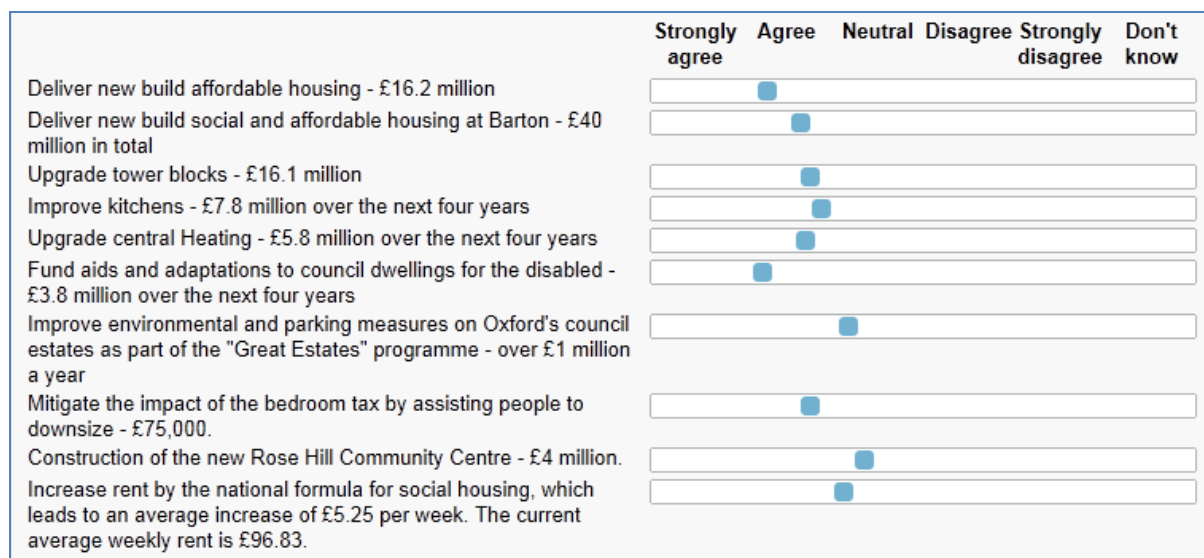 Strongly agree Agree Neutral Disagree Strongly disagree Don't know
Deliver new build affordable housing - £16.2 million
Deliver new build social and affordable housing at Barton - £40
million in total
Upgrade tower blocks - £16.1 million
Improve kitchens - £7.8 million over the next four years
Upgrade central Heating - £5.8 million over the next four years
Fund aids and adaptations to council dwellings for the disabled -
£3.8 million over the next four years
Improve environmental and parking measures on Oxford's council
estates as part of the "Great Estates" programme - over £1 million
a year
Mitigate the impact of the bedroom tax by assisting people to
downsize - £75,000.
Construction of the new Rose Hill Community Centre - £4 million.
Increase rent by the national formula for social housing, which
leads to an average increase of £5.25 per week. The current
average weekly rent is £96.83.